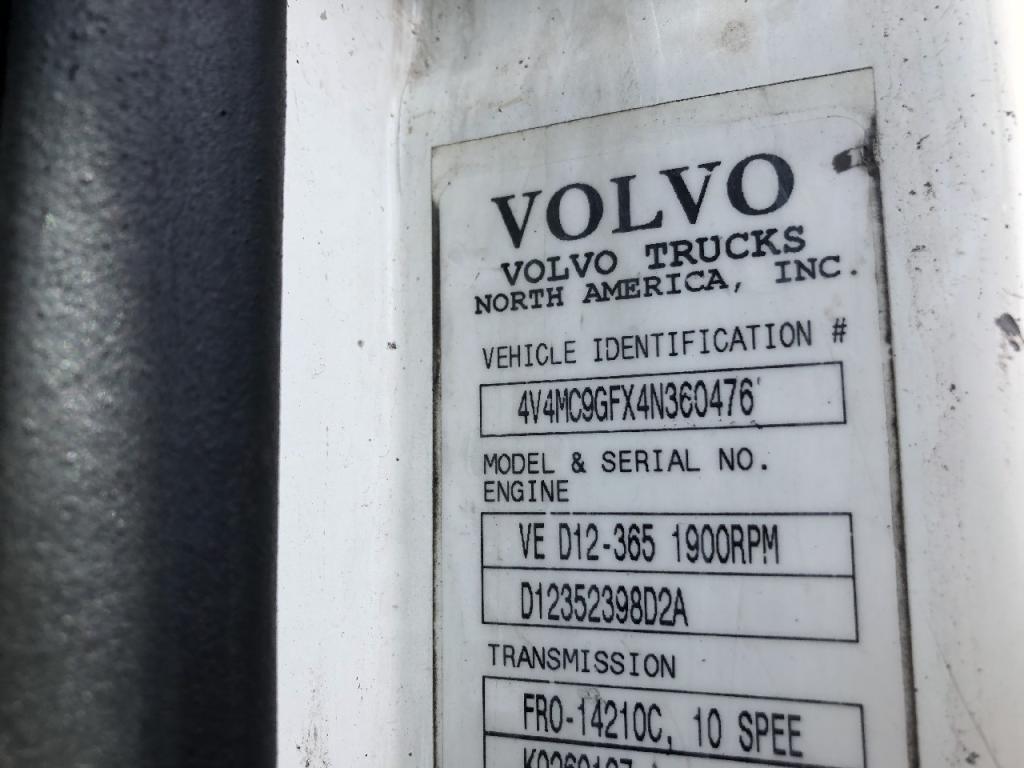 VOLVO
VOLVO TRUCKS
NORTH AMERICA, INC.
VEHICLE IDENTIFICATION #
4V4MC9GFX4N360476
MODEL & SERIAL NO.
ENGINE
VE D12-365 1900RPM
D12352398D2A
TRANSMISSION
FRO-14210C, 10 SPEE